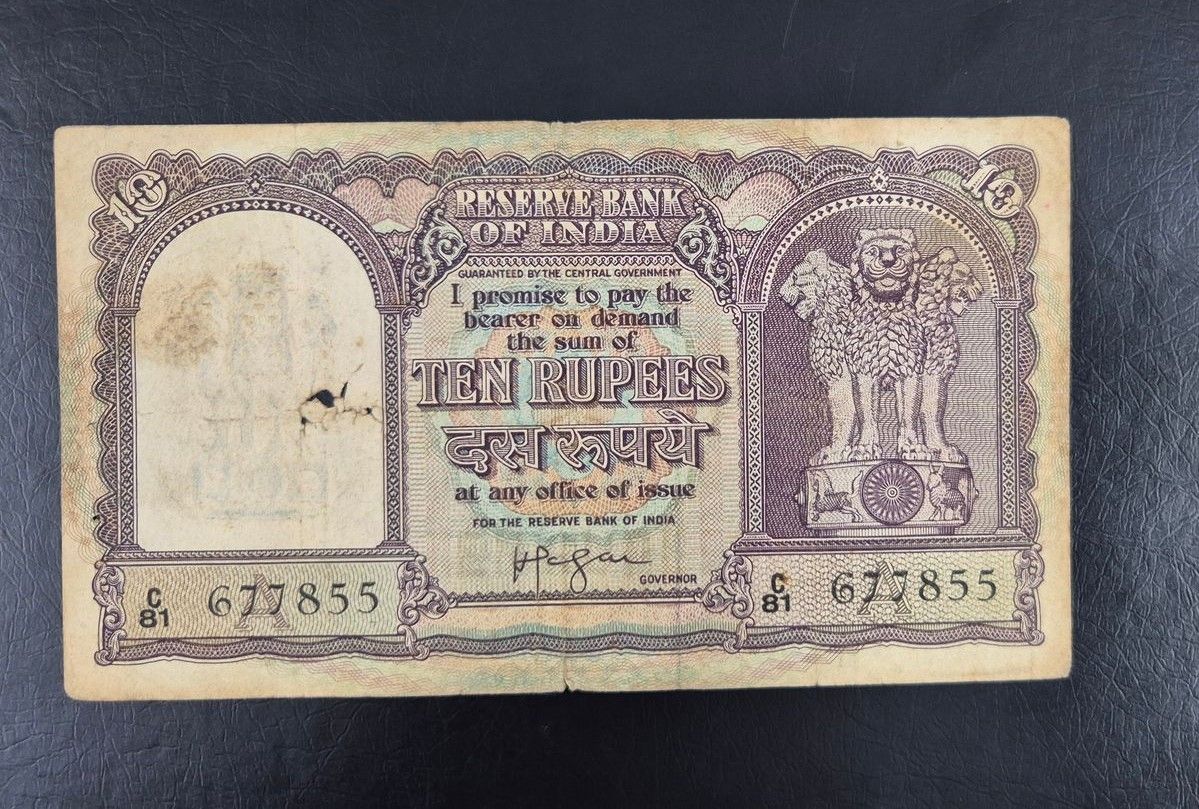 10
10
RESERVE BANK
OF INDIA
GUARANTEED BY THE CENTRAL GOVERNMENT
I promise to pay the
bearer on demand
the sum of
TEN RUPEES
दस रुपये
at any office of issue
FOR THE RESERVE BANK OF INDIA
GOVERNOR
C/81 677855
A
C/81 677855
A